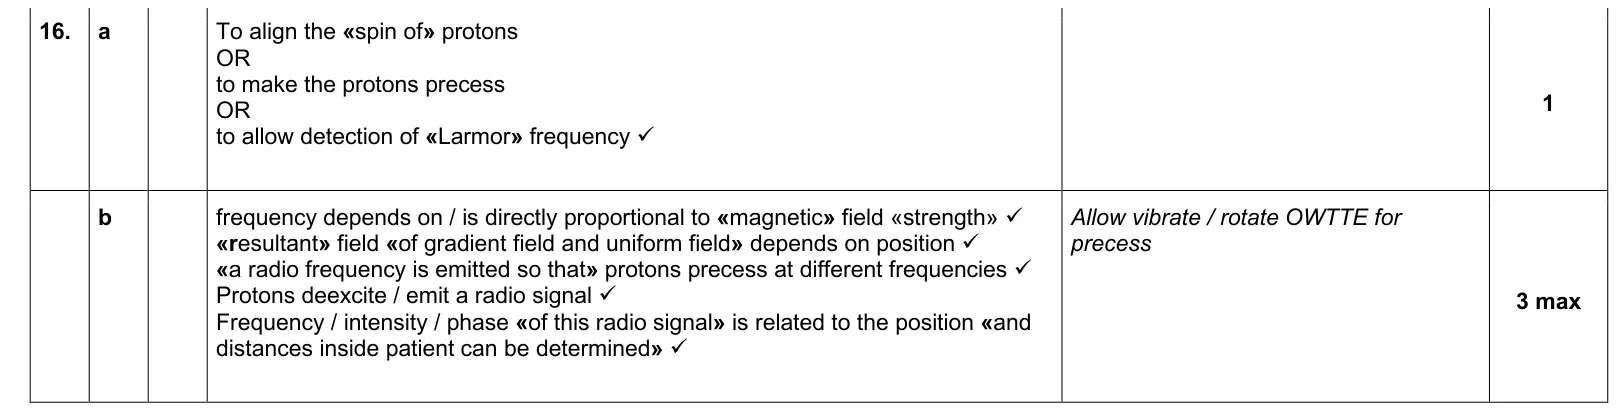 16. a To align the «spin of» protons
OR
to make the protons precess
OR
1
to allow detection of «Larmor» frequency ✓
b frequency depends on / is directly proportional to «magnetic» field «strength» ✓ Allow vibrate / rotate OWTTE for
«resultant» field «of gradient field and uniform field» depends on position ✓ precess
«a radio frequency is emitted so that» protons precess at different frequencies ✓
Protons deexcite / emit a radio signal ✓
3 max
Frequency / intensity / phase «of this radio signal» is related to the position «and
distances inside patient can be determined» ✓